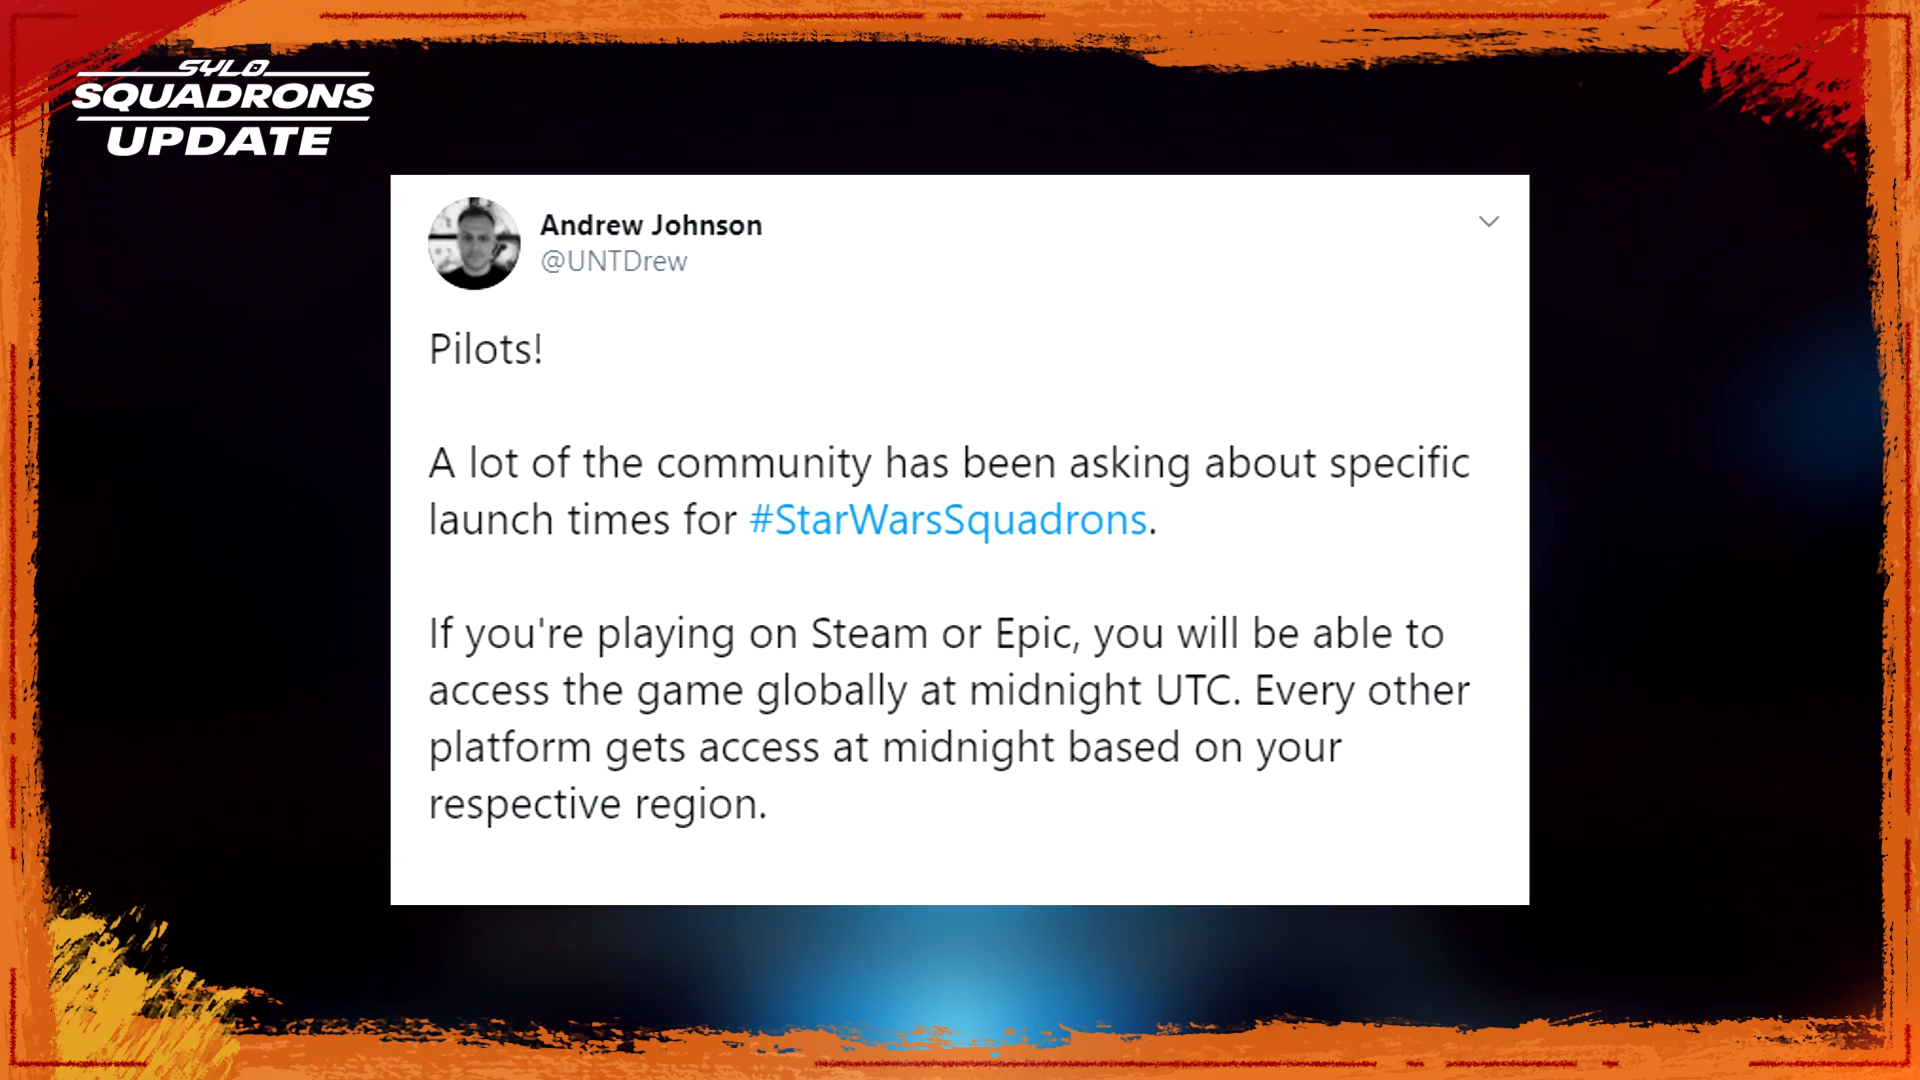 SYLO
SQUADRONS
UPDATE
Andrew Johnson
@UNTDrew
Pilots!
A lot of the community has been asking about specific
launch times for #StarWarsSquadrons.
If you're playing on Steam or Epic, you will be able to
access the game globally at midnight UTC. Every other
platform gets access at midnight based on your
respective region.